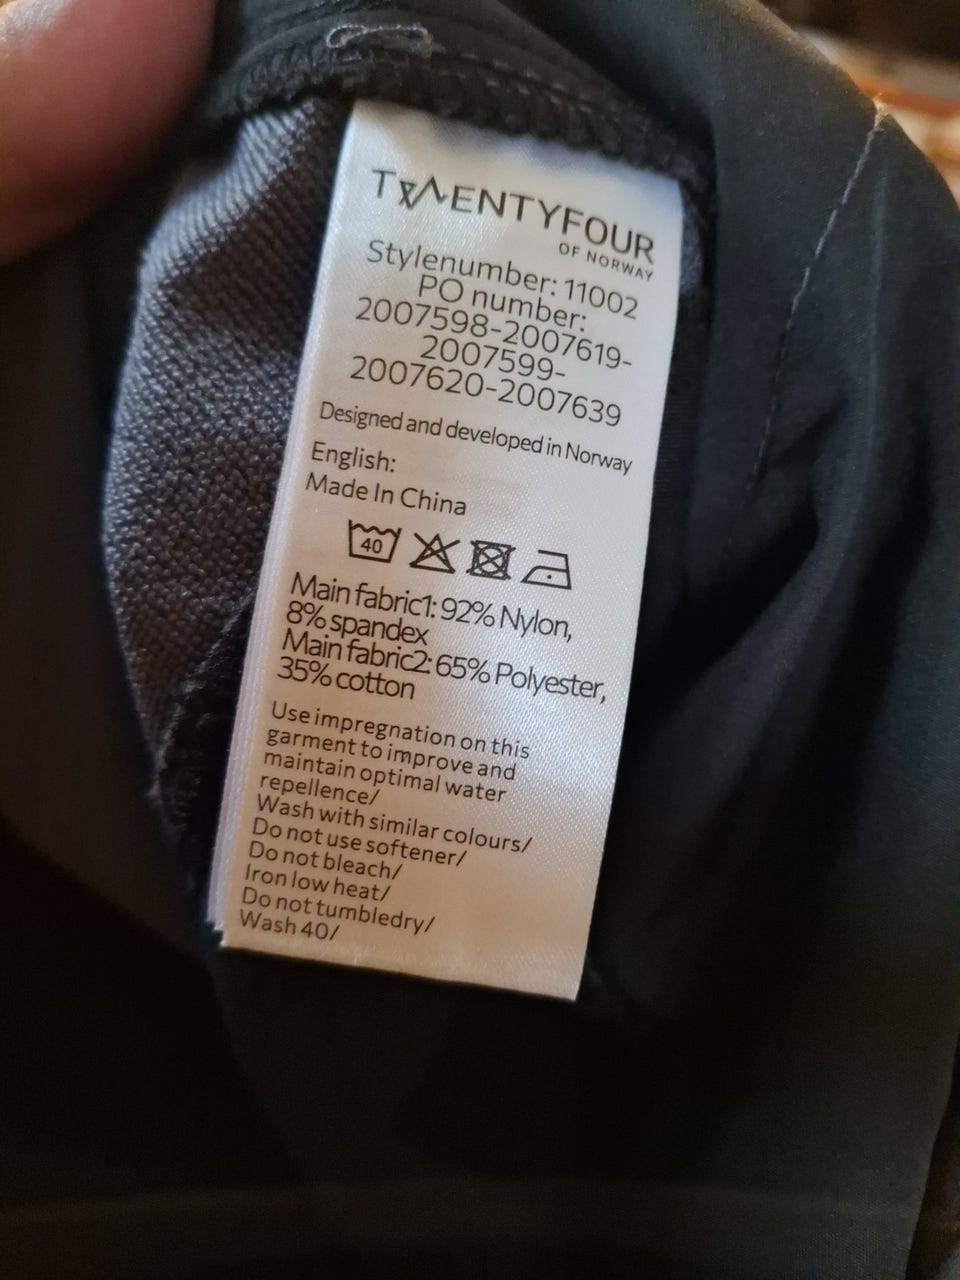 TWENTYFOUR
OF NORWAY
Stylenumber: 11002
PO number:
2007598-2007619-
2007599-
2007620-2007639
Designed and developed in Norway
English:
Made In China
40
Main fabric1: 92% Nylon,
8% spandex
Main fabric2: 65% Polyester,
35% cotton
Use impregnation on this
garment to improve and
maintain optimal water
repellence/
Wash with similar colours/
Do not use softener/
Do not bleach/
Iron low heat/
Do not tumbledry/
Wash 40/